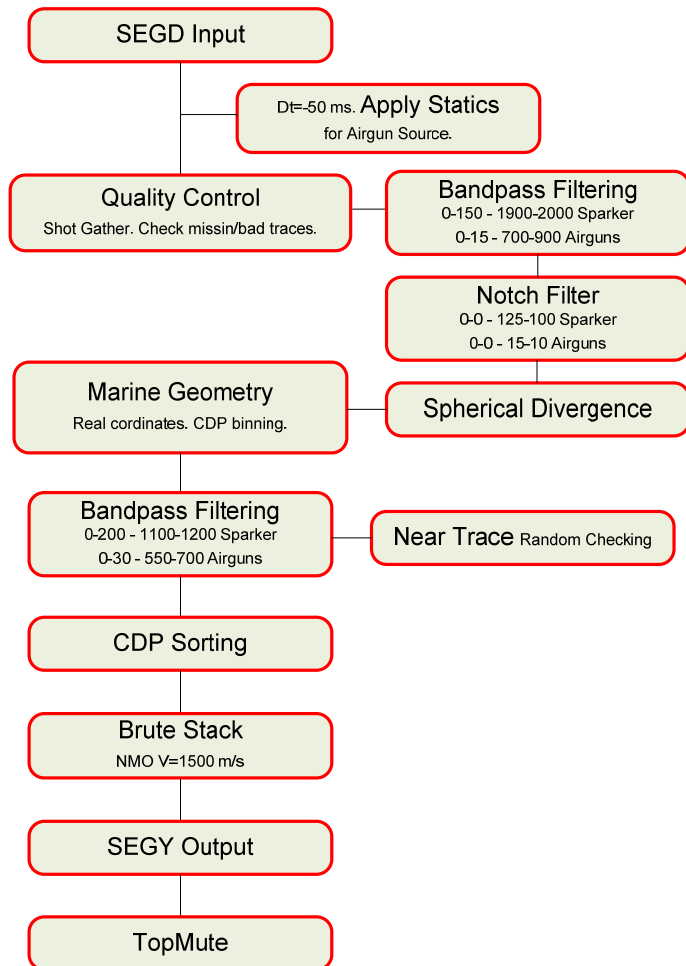 SEGD Input
Dt=-50 ms. Apply Statics
for Airgun Source.
Quality Control
Shot Gather. Check missin/bad traces.
Bandpass Filtering
0-150 - 1900-2000 Sparker
0-15 - 700-900 Airguns
Notch Filter
0-0 - 125-100 Sparker
0-0 - 15-10 Airguns
Spherical Divergence
Marine Geometry
Real cordinates. CDP binning.
Bandpass Filtering
0-200 - 1100-1200 Sparker
0-30 - 550-700 Airguns
Near Trace Random Checking
CDP Sorting
Brute Stack
NMO V=1500 m/s
SEGY Output
TopMute